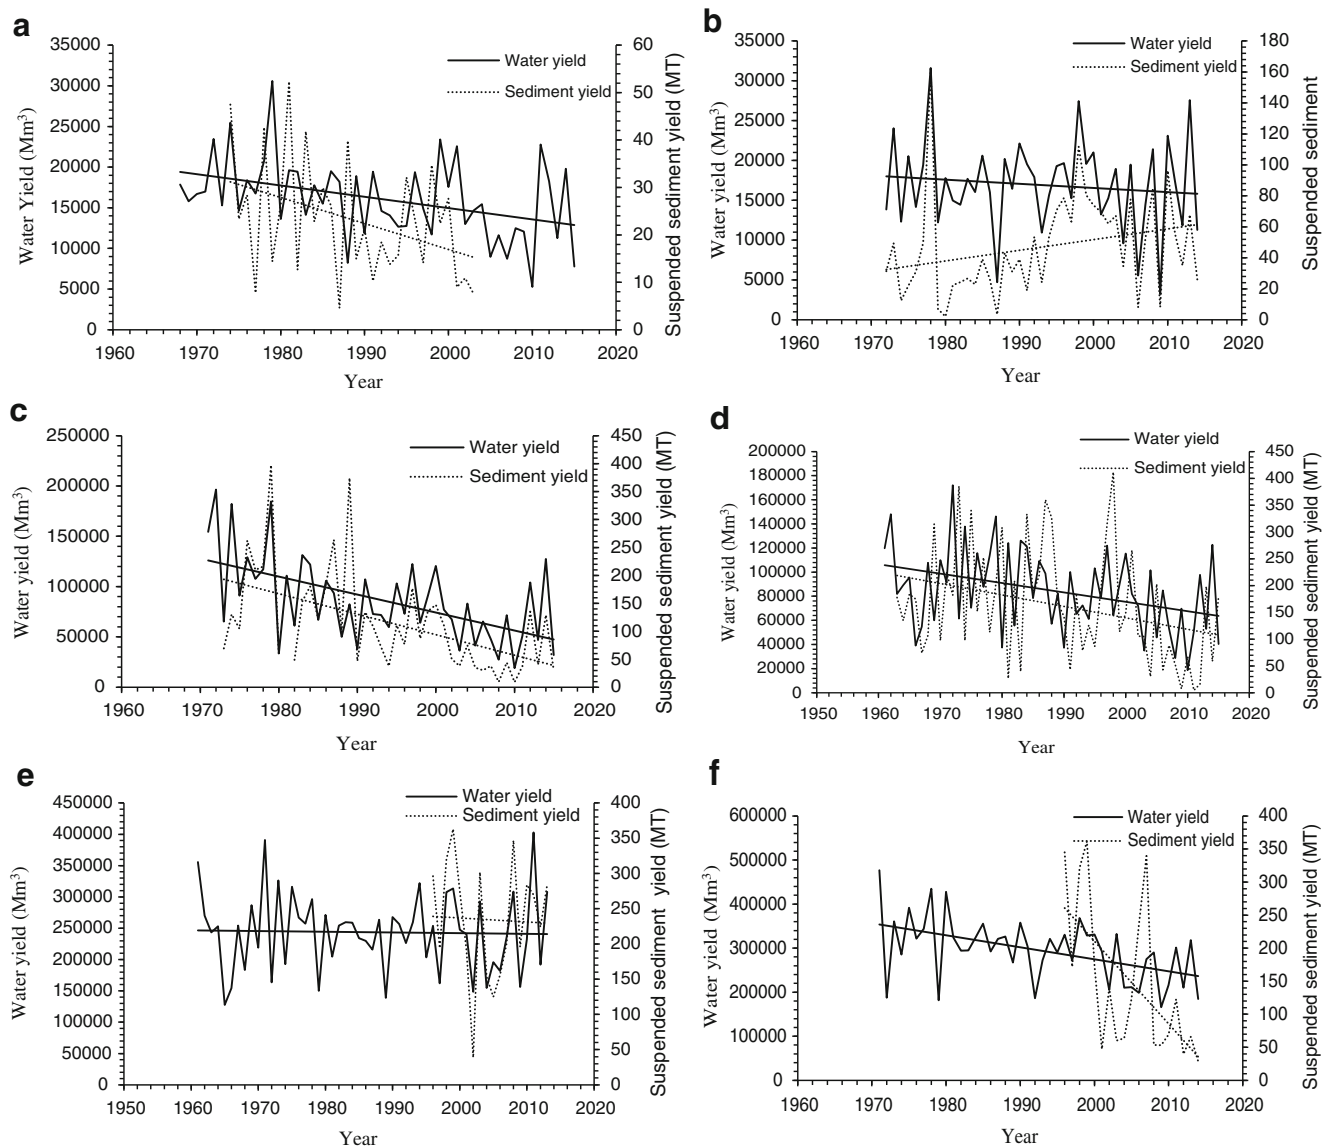 a
35000
30000
25000
20000
15000
10000
5000
0
Water Yield (Mm³)
60
50
40
30
20
10
0
Suspended sediment yield (MT)
Water yield
Sediment yield
1960 1970 1980 1990 2000 2010 2020
Year
b
35000
30000
25000
20000
15000
10000
5000
0
Water yield (Mm³)
180
160
140
120
100
80
60
40
20
0
Suspended sediment
Water yield
Sediment yield
1960 1970 1980 1990 2000 2010 2020
Year
c
250000
200000
150000
100000
50000
0
Water yield (Mm³)
450
400
350
300
250
200
150
100
50
0
Suspended sediment yield (MT)
Water yield
Sediment yield
1960 1970 1980 1990 2000 2010 2020
Year
d
200000
180000
160000
140000
120000
100000
80000
60000
40000
20000
0
Water yield (Mm³)
450
400
350
300
250
200
150
100
50
0
Suspended sediment yield (MT)
Water yield
Sediment yield
1950 1960 1970 1980 1990 2000 2010 2020
Year
e
450000
400000
350000
300000
250000
200000
150000
100000
50000
0
Water yield (Mm³)
400
350
300
250
200
150
100
50
0
Suspended sediment yield (MT)
Water yield
Sediment yield
1950 1960 1970 1980 1990 2000 2010 2020
Year
f
600000
500000
400000
300000
200000
100000
0
Water yield (Mm³)
400
350
300
250
200
150
100
50
0
Suspended sediment yield (MT)
Water yield
Sediment yield
1960 1970 1980 1990 2000 2010 2020
Year